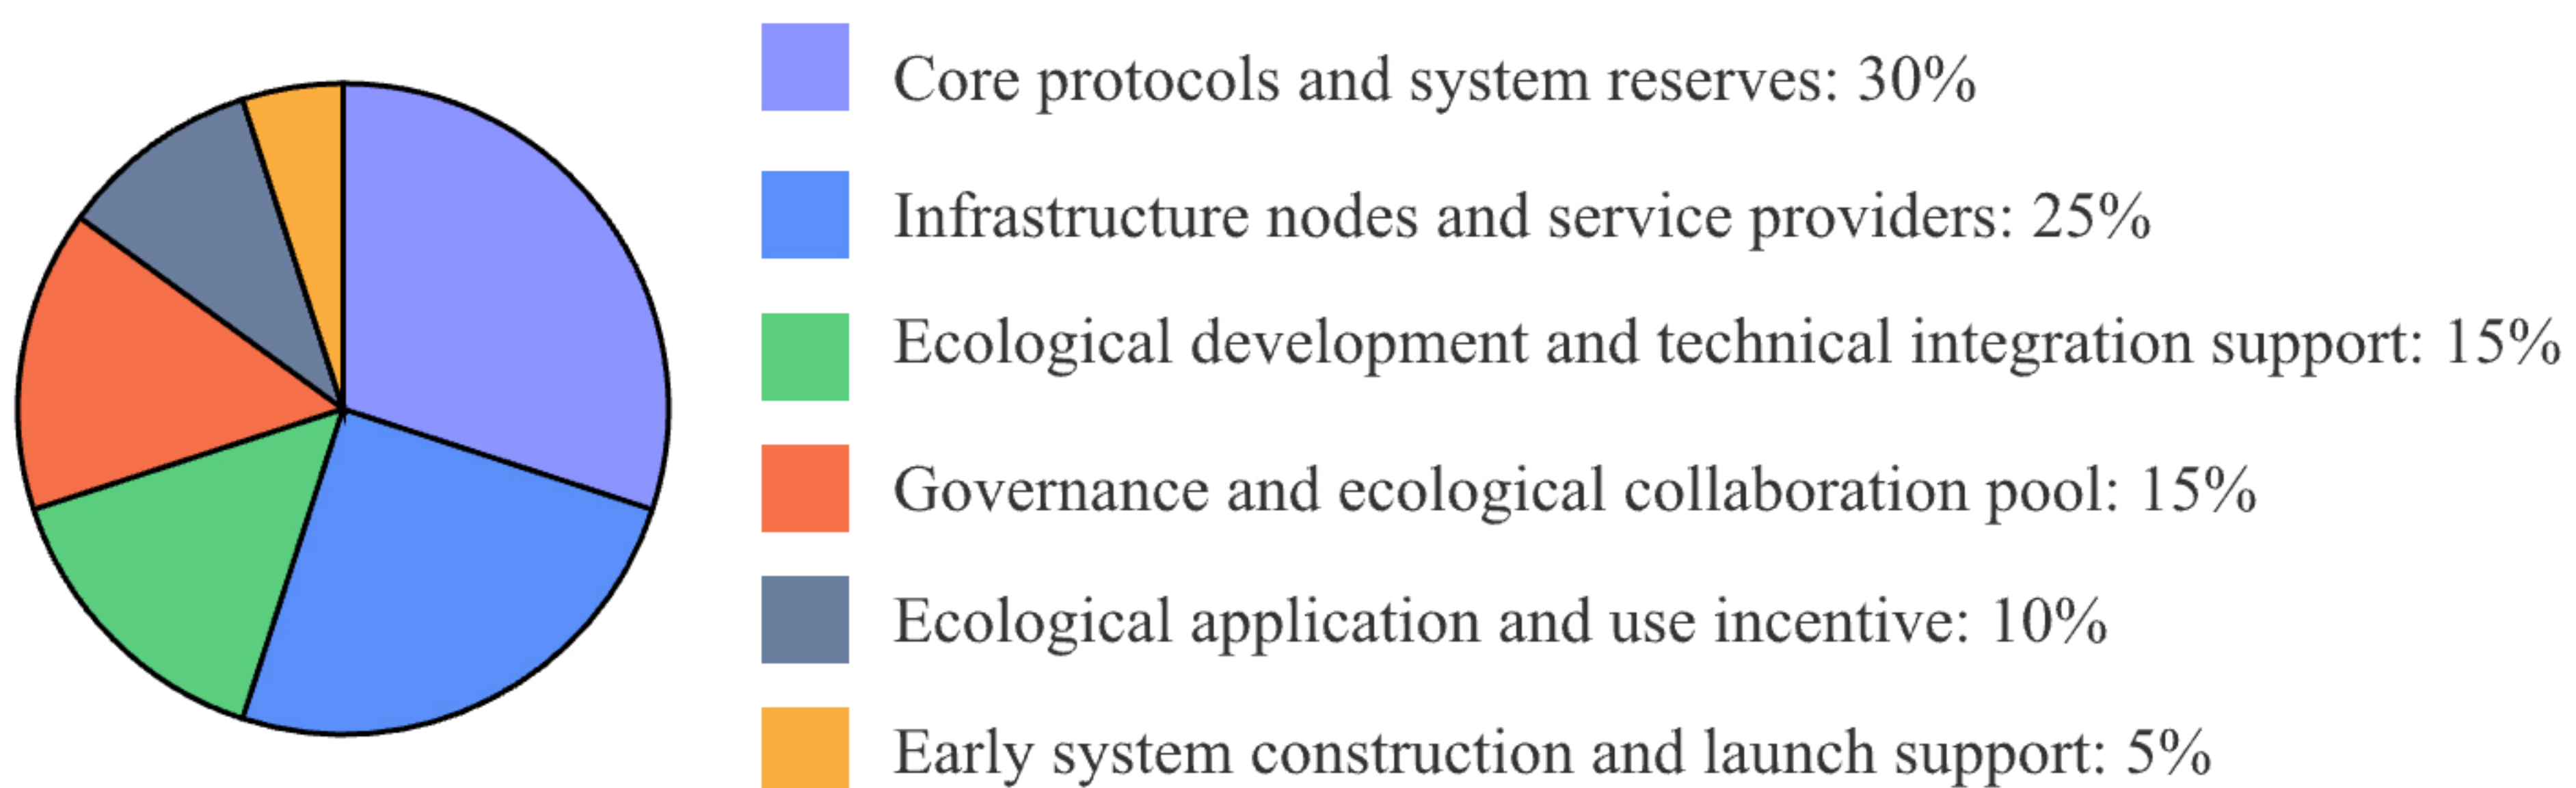 Core protocols and system reserves: 30%
Infrastructure nodes and service providers: 25%
Ecological development and technical integration support: 15%
Governance and ecological collaboration pool: 15%
Ecological application and use incentive: 10%
Early system construction and launch support: 5%